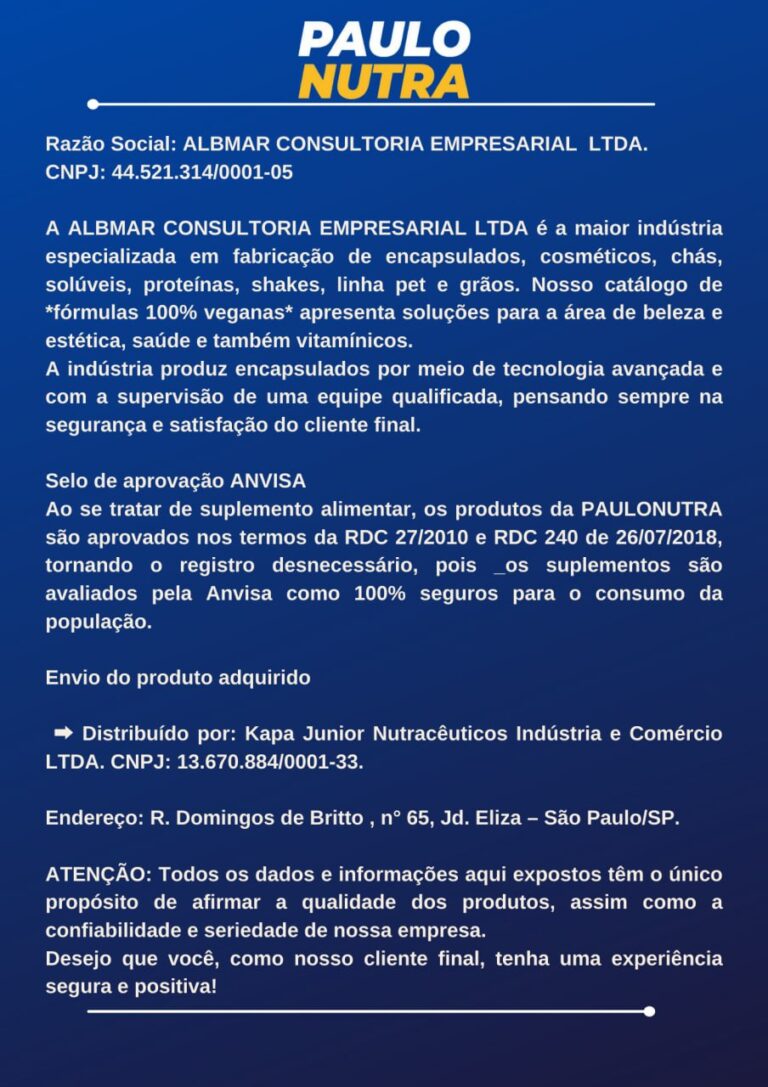 PAULO
NUTRA
Razão Social: ALBMAR CONSULTORIA EMPRESARIAL LTDA.
CNPJ: 44.521.314/0001-05
A ALBMAR CONSULTORIA EMPRESARIAL LTDA é a maior indústria
especializada em fabricação de encapsulados, cosméticos, chás,
solúveis, proteínas, shakes, linha pet e grãos. Nosso catálogo de
*fórmulas 100% veganas* apresenta soluções para a área de beleza e
estética, saúde e também vitamínicos.
A indústria produz encapsulados por meio de tecnologia avançada e
com a supervisão de uma equipe qualificada, pensando sempre na
segurança e satisfação do cliente final.
Selo de aprovação ANVISA
Ao se tratar de suplemento alimentar, os produtos da PAULONUTRA
são aprovados nos termos da RDC 27/2010 e RDC 240 de 26/07/2018,
tornando o registro desnecessário, pois _os suplementos são
avaliados pela Anvisa como 100% seguros para o consumo da
população.
Envio do produto adquirido
➡ Distribuído por: Kapa Junior Nutracêuticos Indústria e Comércio
LTDA. CNPJ: 13.670.884/0001-33.
Endereço: R. Domingos de Britto , n° 65, Jd. Eliza – São Paulo/SP.
ATENÇÃO: Todos os dados e informações aqui expostos têm o único
propósito de afirmar a qualidade dos produtos, assim como a
confiabilidade e seriedade de nossa empresa.
Desejo que você, como nosso cliente final, tenha uma experiência
segura e positiva!